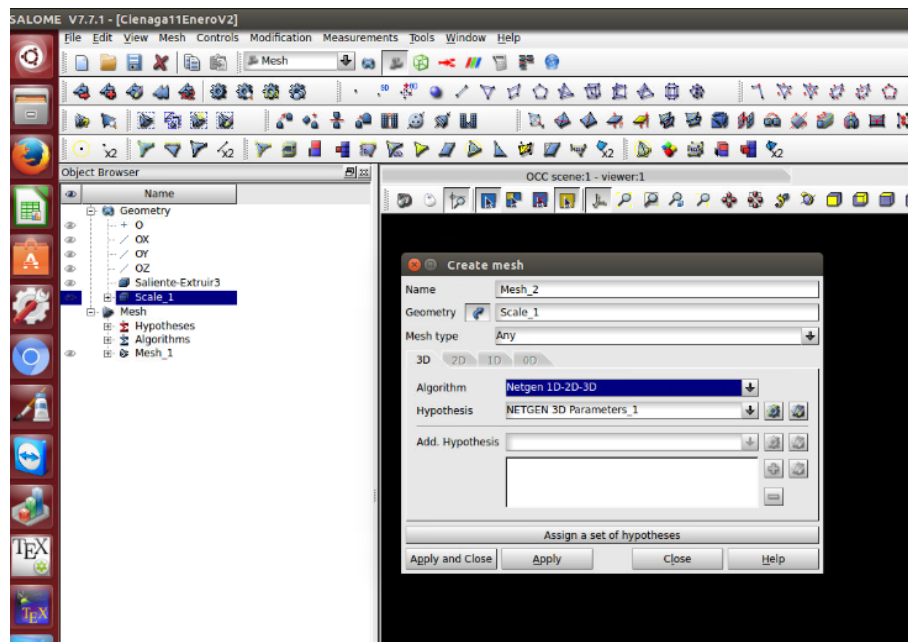 SALOME V7.7.1 - [Cienaga11EneroV2]
File Edit View Mesh Controls Modification Measurements Tools Window Help
Mesh
Object Browser
Name
Geometry
O
OX
OY
OZ
Saliente-Extruir3
Scale_1
Mesh
Hypotheses
Algorithms
Mesh_1
OCC scene:1 - viewer:1
Create mesh
Name Mesh_2
Geometry Scale_1
Mesh type Any
3D 2D 1D 0D
Algorithm Netgen 1D-2D-3D
Hypothesis NETGEN 3D Parameters_1
Add. Hypothesis
Assign a set of hypotheses
Apply and Close Apply Close Help
TEX
TEX